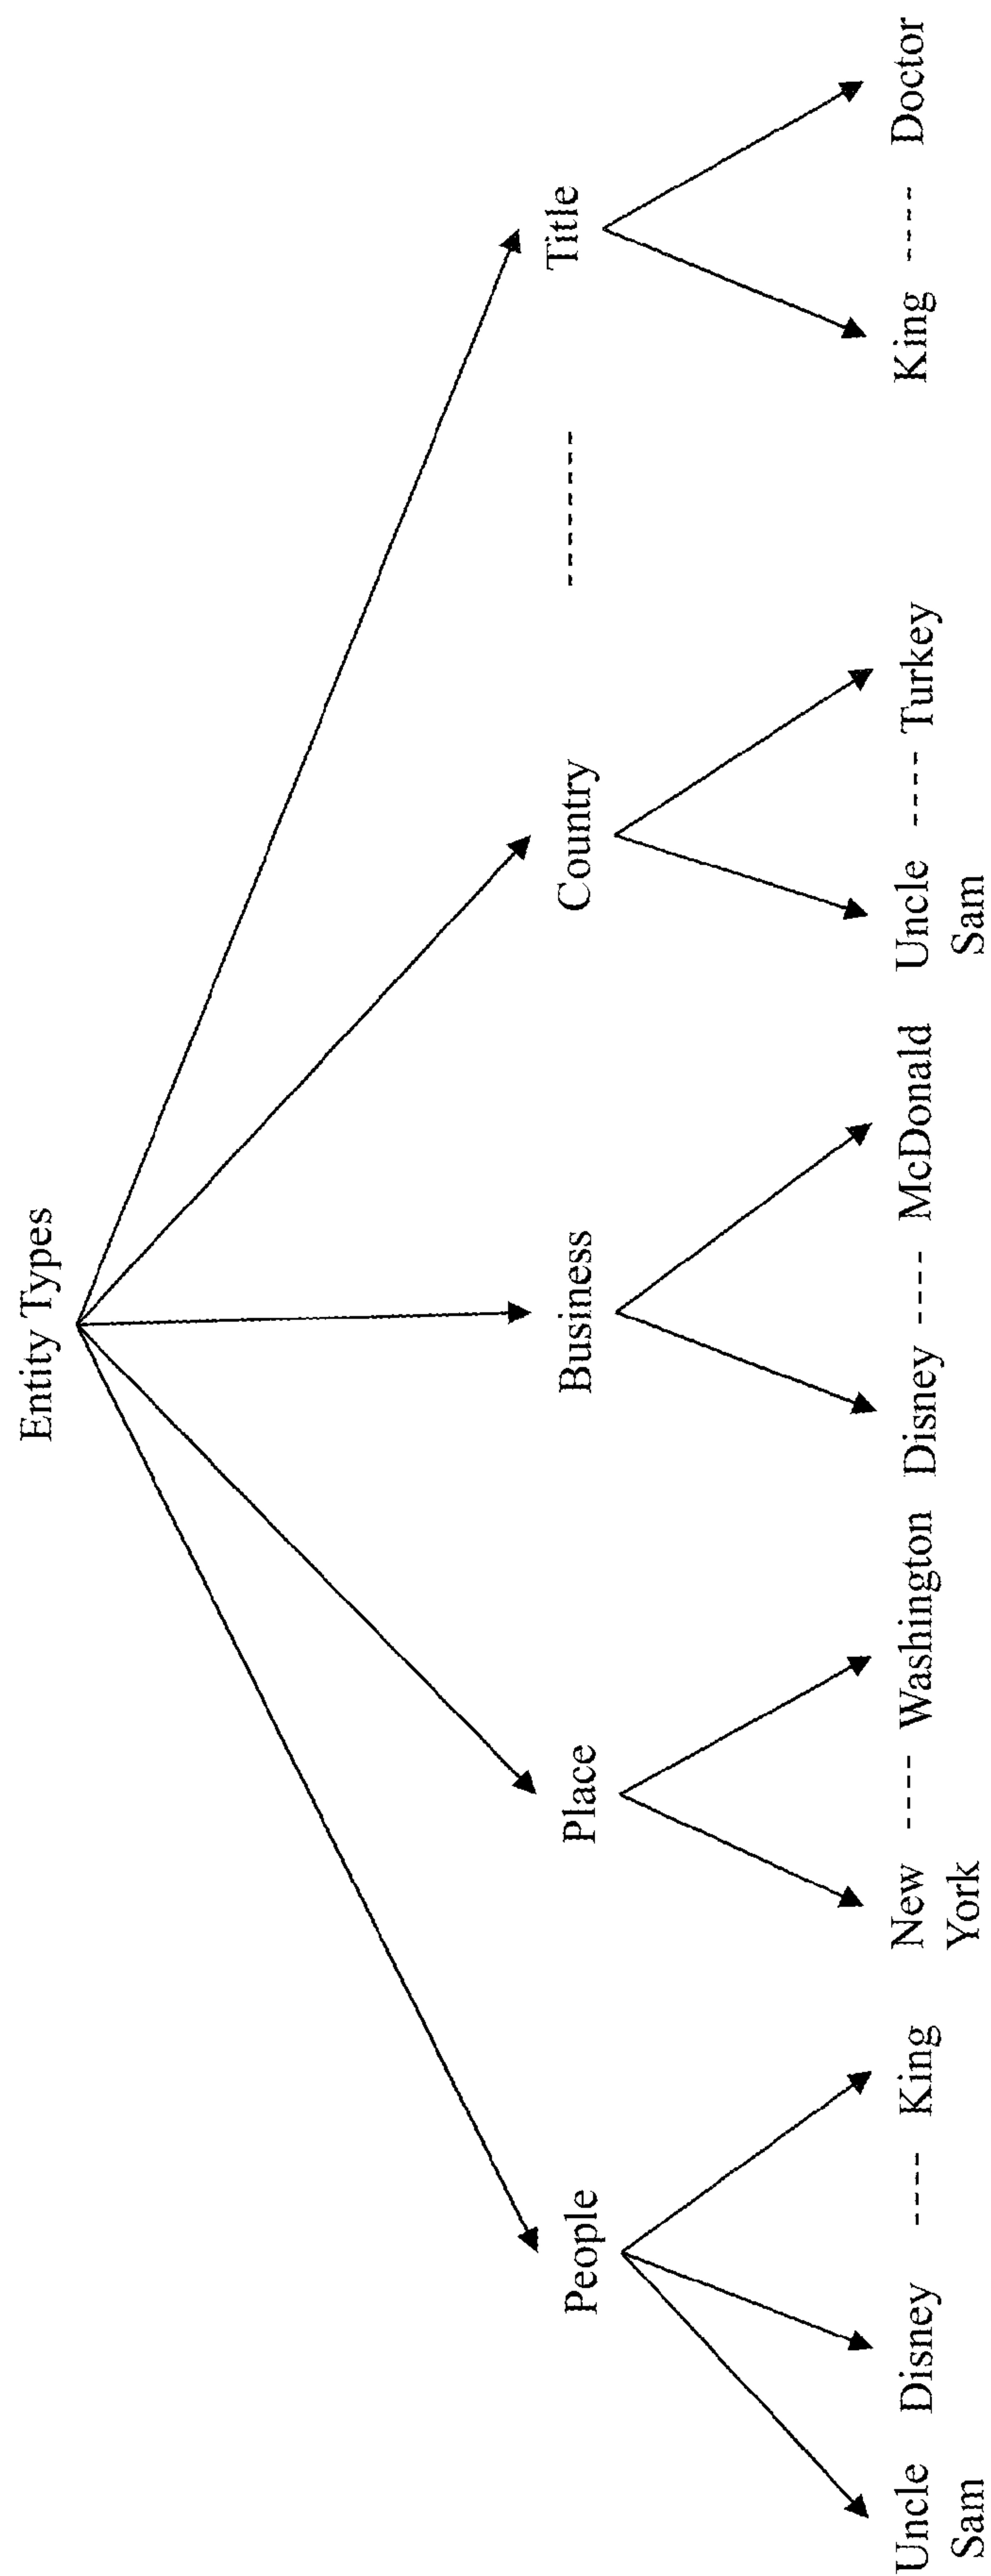 Entity Types
People
Place
Business
Country
--------
Title
Uncle
Sam
Disney
----
King
New
York
----
Washington
Disney
----
McDonald
Uncle
Sam
----
Turkey
King
----
Doctor